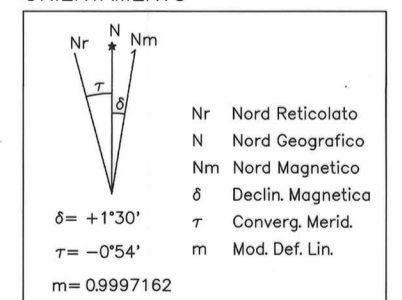 Nr
N
Nm
τ
δ
Nr Nord Reticolato
N Nord Geografico
Nm Nord Magnetico
δ Declin. Magnetica
τ Converg. Merid.
m Mod. Def. Lin.
δ= +1°30'
τ= −0°54'
m= 0.9997162